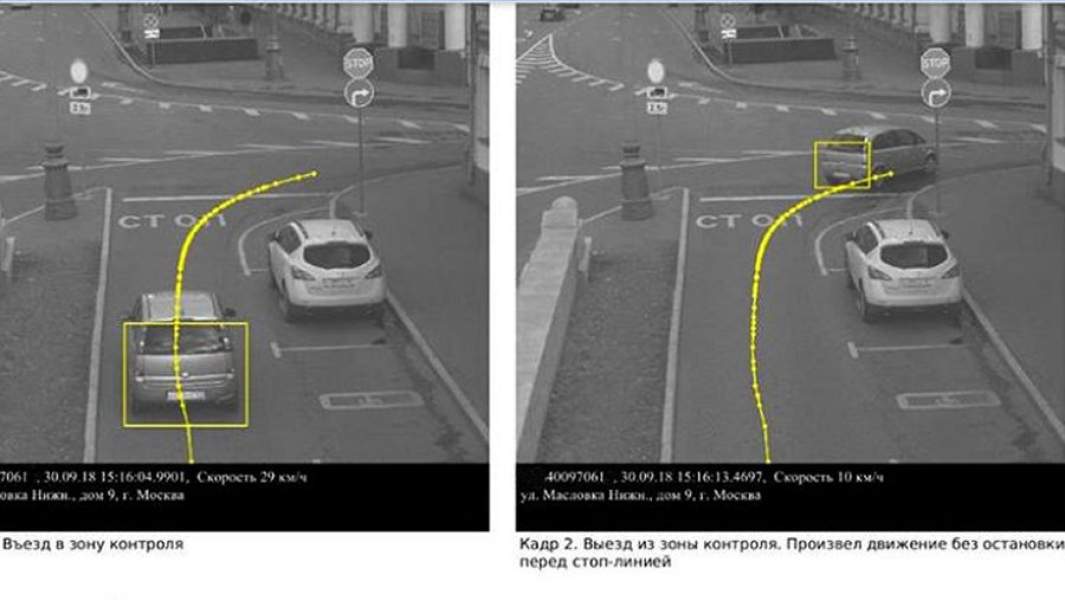 STOP
СТОП
7061 , 30.09.18 15:16:04.9901, Скорость 29 км/ч
овка Нижн., дом 9, г. Москва
Въезд в зону контроля
STOP
СТОП
40097061 , 30.09.18 15:16:13.4697, Скорость 10 км/ч
ул. Масловка Нижн., дом 9, г. Москва
Кадр 2. Выезд из зоны контроля. Произвел движение без остановки
перед стоп-линией